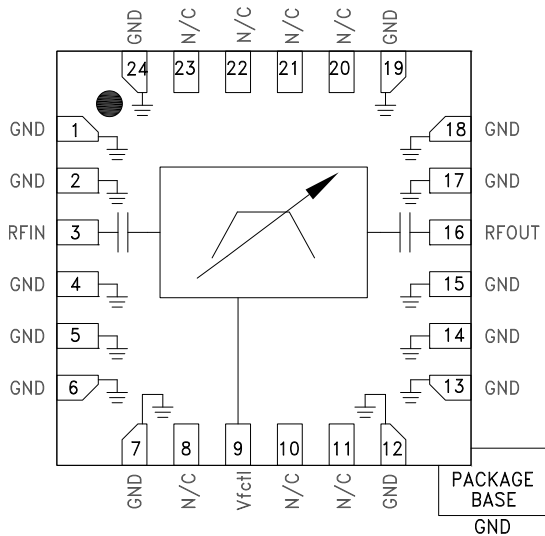 GND N/C N/C N/C N/C GND
24 23 22 21 20 19
GND 1 18 GND
GND 2 17 GND
RFIN 3 16 RFOUT
GND 4 15 GND
GND 5 14 GND
GND 6 13 GND
7 8 9 10 11 12
GND N/C Vfctl N/C N/C GND
PACKAGE
BASE
GND